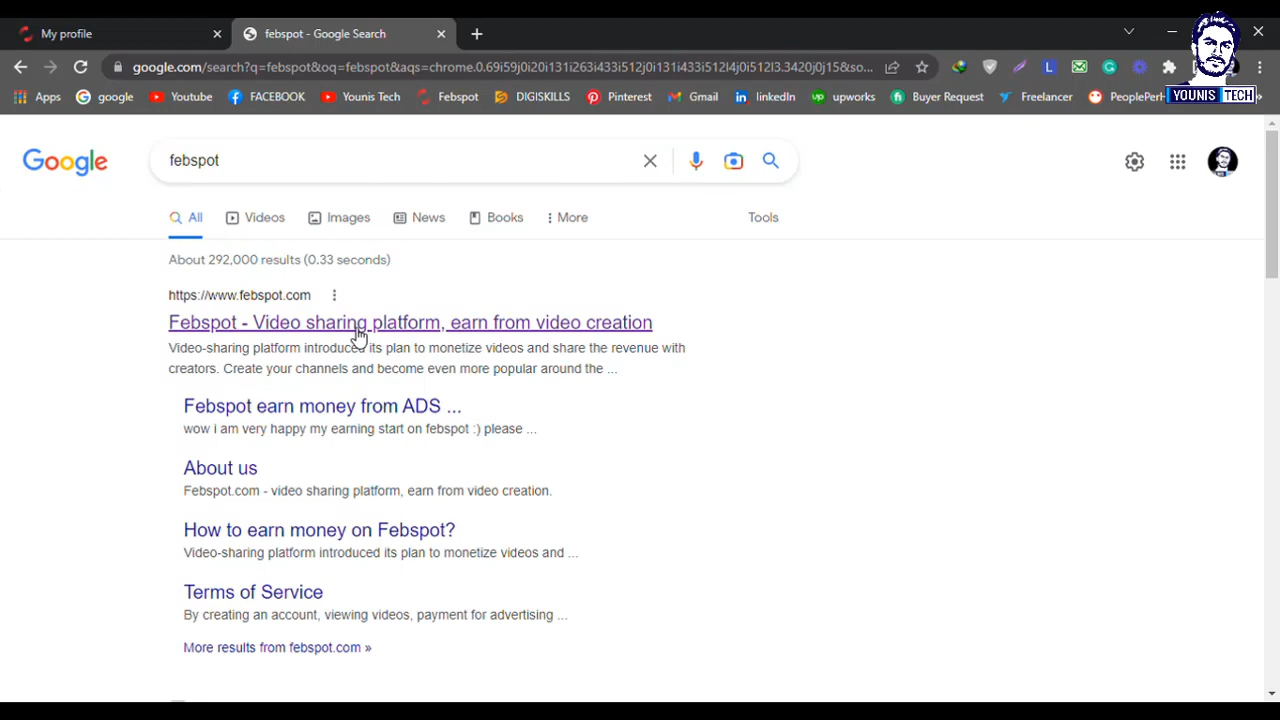 My profile
febspot - Google Search
google.com/search?q=febspot&oq=febspot&aqs=chrome.0.69i59j0i20i131i263i433i512j0i131i433i512l4j0i512l33420j0j15&so...
Apps google Youtube FACEBOOK Younis Tech Febspot DIGISKILLS Pinterest Gmail linkedIn upworks Buyer Request Freelancer PeoplePerH
YOUNIS TECH
Google
febspot
All Videos Images News Books More Tools
About 292,000 results (0.33 seconds)
https://www.febspot.com
Febspot - Video sharing platform, earn from video creation
Video-sharing platform introduced its plan to monetize videos and share the revenue with
creators. Create your channels and become even more popular around the ...
Febspot earn money from ADS ...
wow i am very happy my earning start on febspot :) please ...
About us
Febspot.com - video sharing platform, earn from video creation.
How to earn money on Febspot?
Video-sharing platform introduced its plan to monetize videos and ...
Terms of Service
By creating an account, viewing videos, payment for advertising ...
More results from febspot.com »